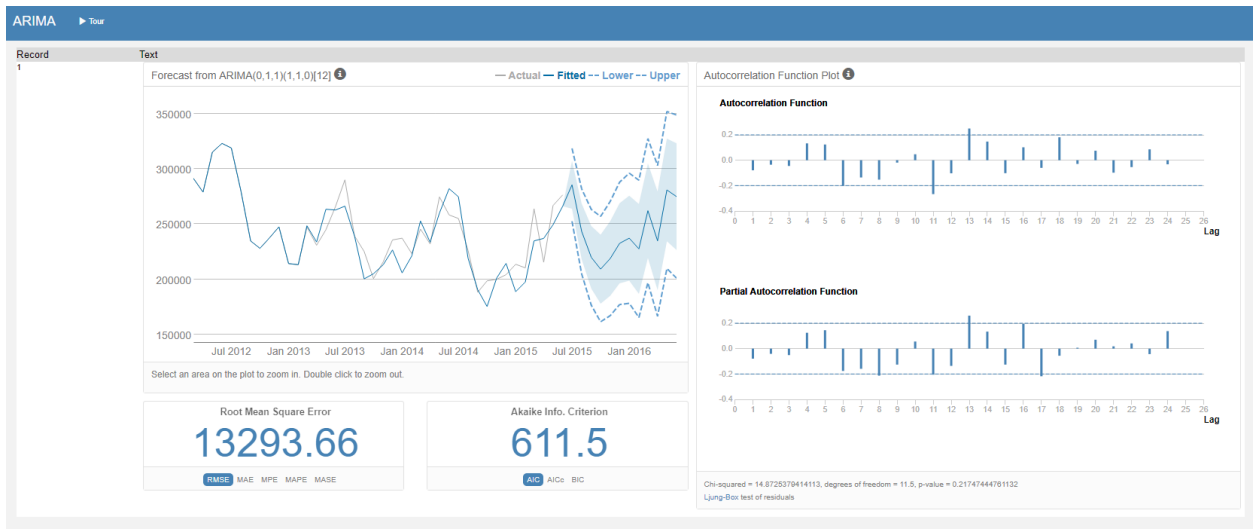 ARIMA Tour
Record Text
1
Forecast from ARIMA(0,1,1)(1,1,0)[12]
Actual Fitted Lower Upper
350000
300000
250000
200000
150000
Jul 2012 Jan 2013 Jul 2013 Jan 2014 Jul 2014 Jan 2015 Jul 2015 Jan 2016
Select an area on the plot to zoom in. Double click to zoom out.
Root Mean Square Error
13293.66
RMSE MAE MPE MAPE MASE
Akaike Info. Criterion
611.5
AIC AICc BIC
Autocorrelation Function Plot
Autocorrelation Function
0.2
0.0
-0.2
-0.4
0 1 2 3 4 5 6 7 8 9 10 11 12 13 14 15 16 17 18 19 20 21 22 23 24 25 26
Lag
Partial Autocorrelation Function
0.2
0.0
-0.2
-0.4
0 1 2 3 4 5 6 7 8 9 10 11 12 13 14 15 16 17 18 19 20 21 22 23 24 25 26
Lag
Chi-squared = 14.8725379414113, degrees of freedom = 11.5, p-value = 0.21747444761132
Ljung-Box test of residuals